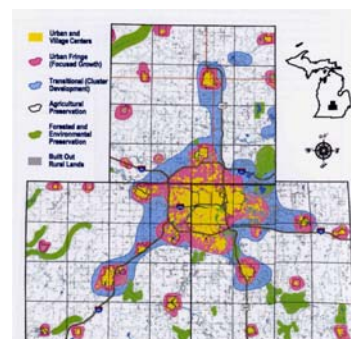 Urban and
Village Centers
Urban Fringe
(Focused Growth)
Transitional (Cluster
Development)
Agricultural
Preservation
Forested and
Environmental
Preservation
Built Out
Rural Lands